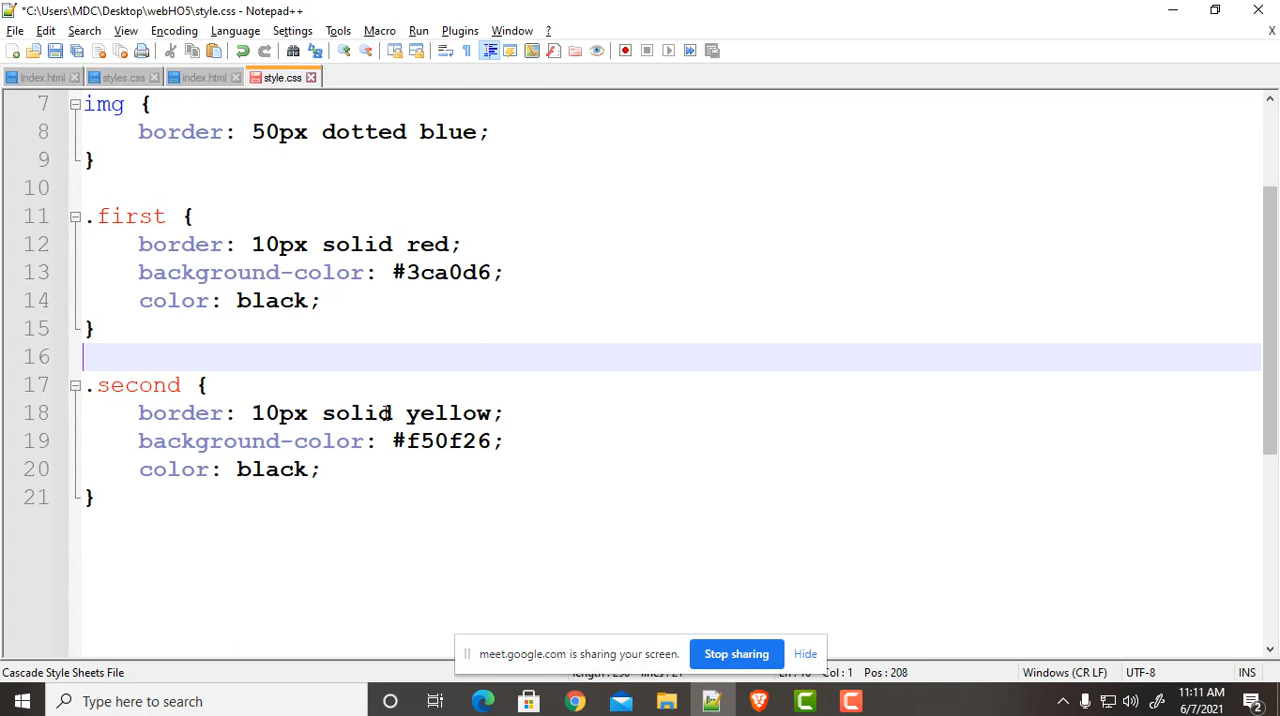 *C:\Users\MDC\Desktop\webHO5\style.css - Notepad++
File Edit Search View Encoding Language Settings Tools Macro Run Plugins Window ?
X
Index.html styles.css index.html style.css
7 img {
8 border: 50px dotted blue;
9 }
10
11 .first {
12 border: 10px solid red;
13 background-color: #3ca0d6;
14 color: black;
15 }
16
17 .second {
18 border: 10px solid yellow;
19 background-color: #f50f26;
20 color: black;
21 }
meet.google.com is sharing your screen. Stop sharing Hide
Cascade Style Sheets File Col : 1 Pos : 208 Windows (CR LF) UTF-8 INS
Type here to search
11:11 AM
6/7/2021
2